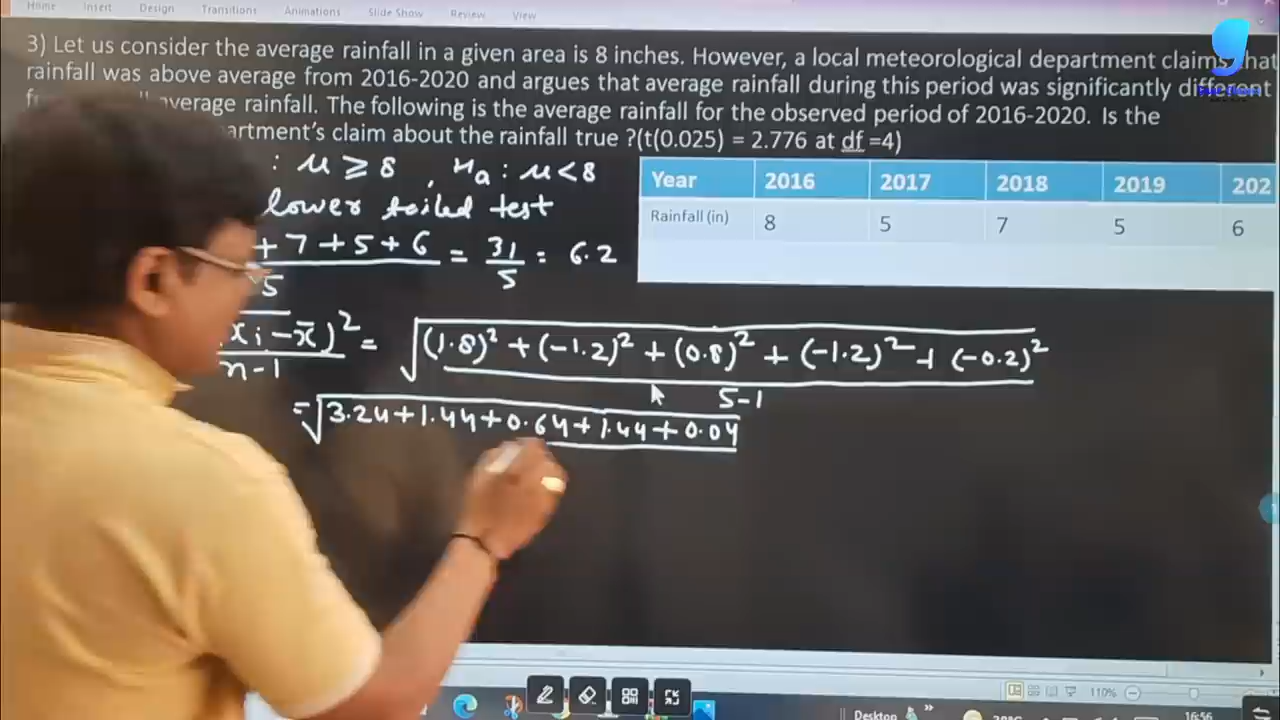 Home Insert Design Transitions Animations Slide Show Review View
3) Let us consider the average rainfall in a given area is 8 inches. However, a local meteorological department claims that
rainfall was above average from 2016-2020 and argues that average rainfall during this period was significantly different
average rainfall. The following is the average rainfall for the observed period of 2016-2020. Is the
artment's claim about the rainfall true ?(t(0.025) = 2.776 at df =4)
: μ ≥ 8 , Ha : μ < 8
lower tailed test
+ 7 + 5 + 6 / 5 = 31/5 = 6.2
Year 2016 2017 2018 2019 202
Rainfall (in) 8 5 7 5 6
xi - x̄)² / n-1 = √(1.8)² + (-1.2)² + (0.8)² + (-1.2)² + (-0.2)² / 5-1
= √3.24+1.44+0.64+1.44+0.04
110%
Desktop »
16:56